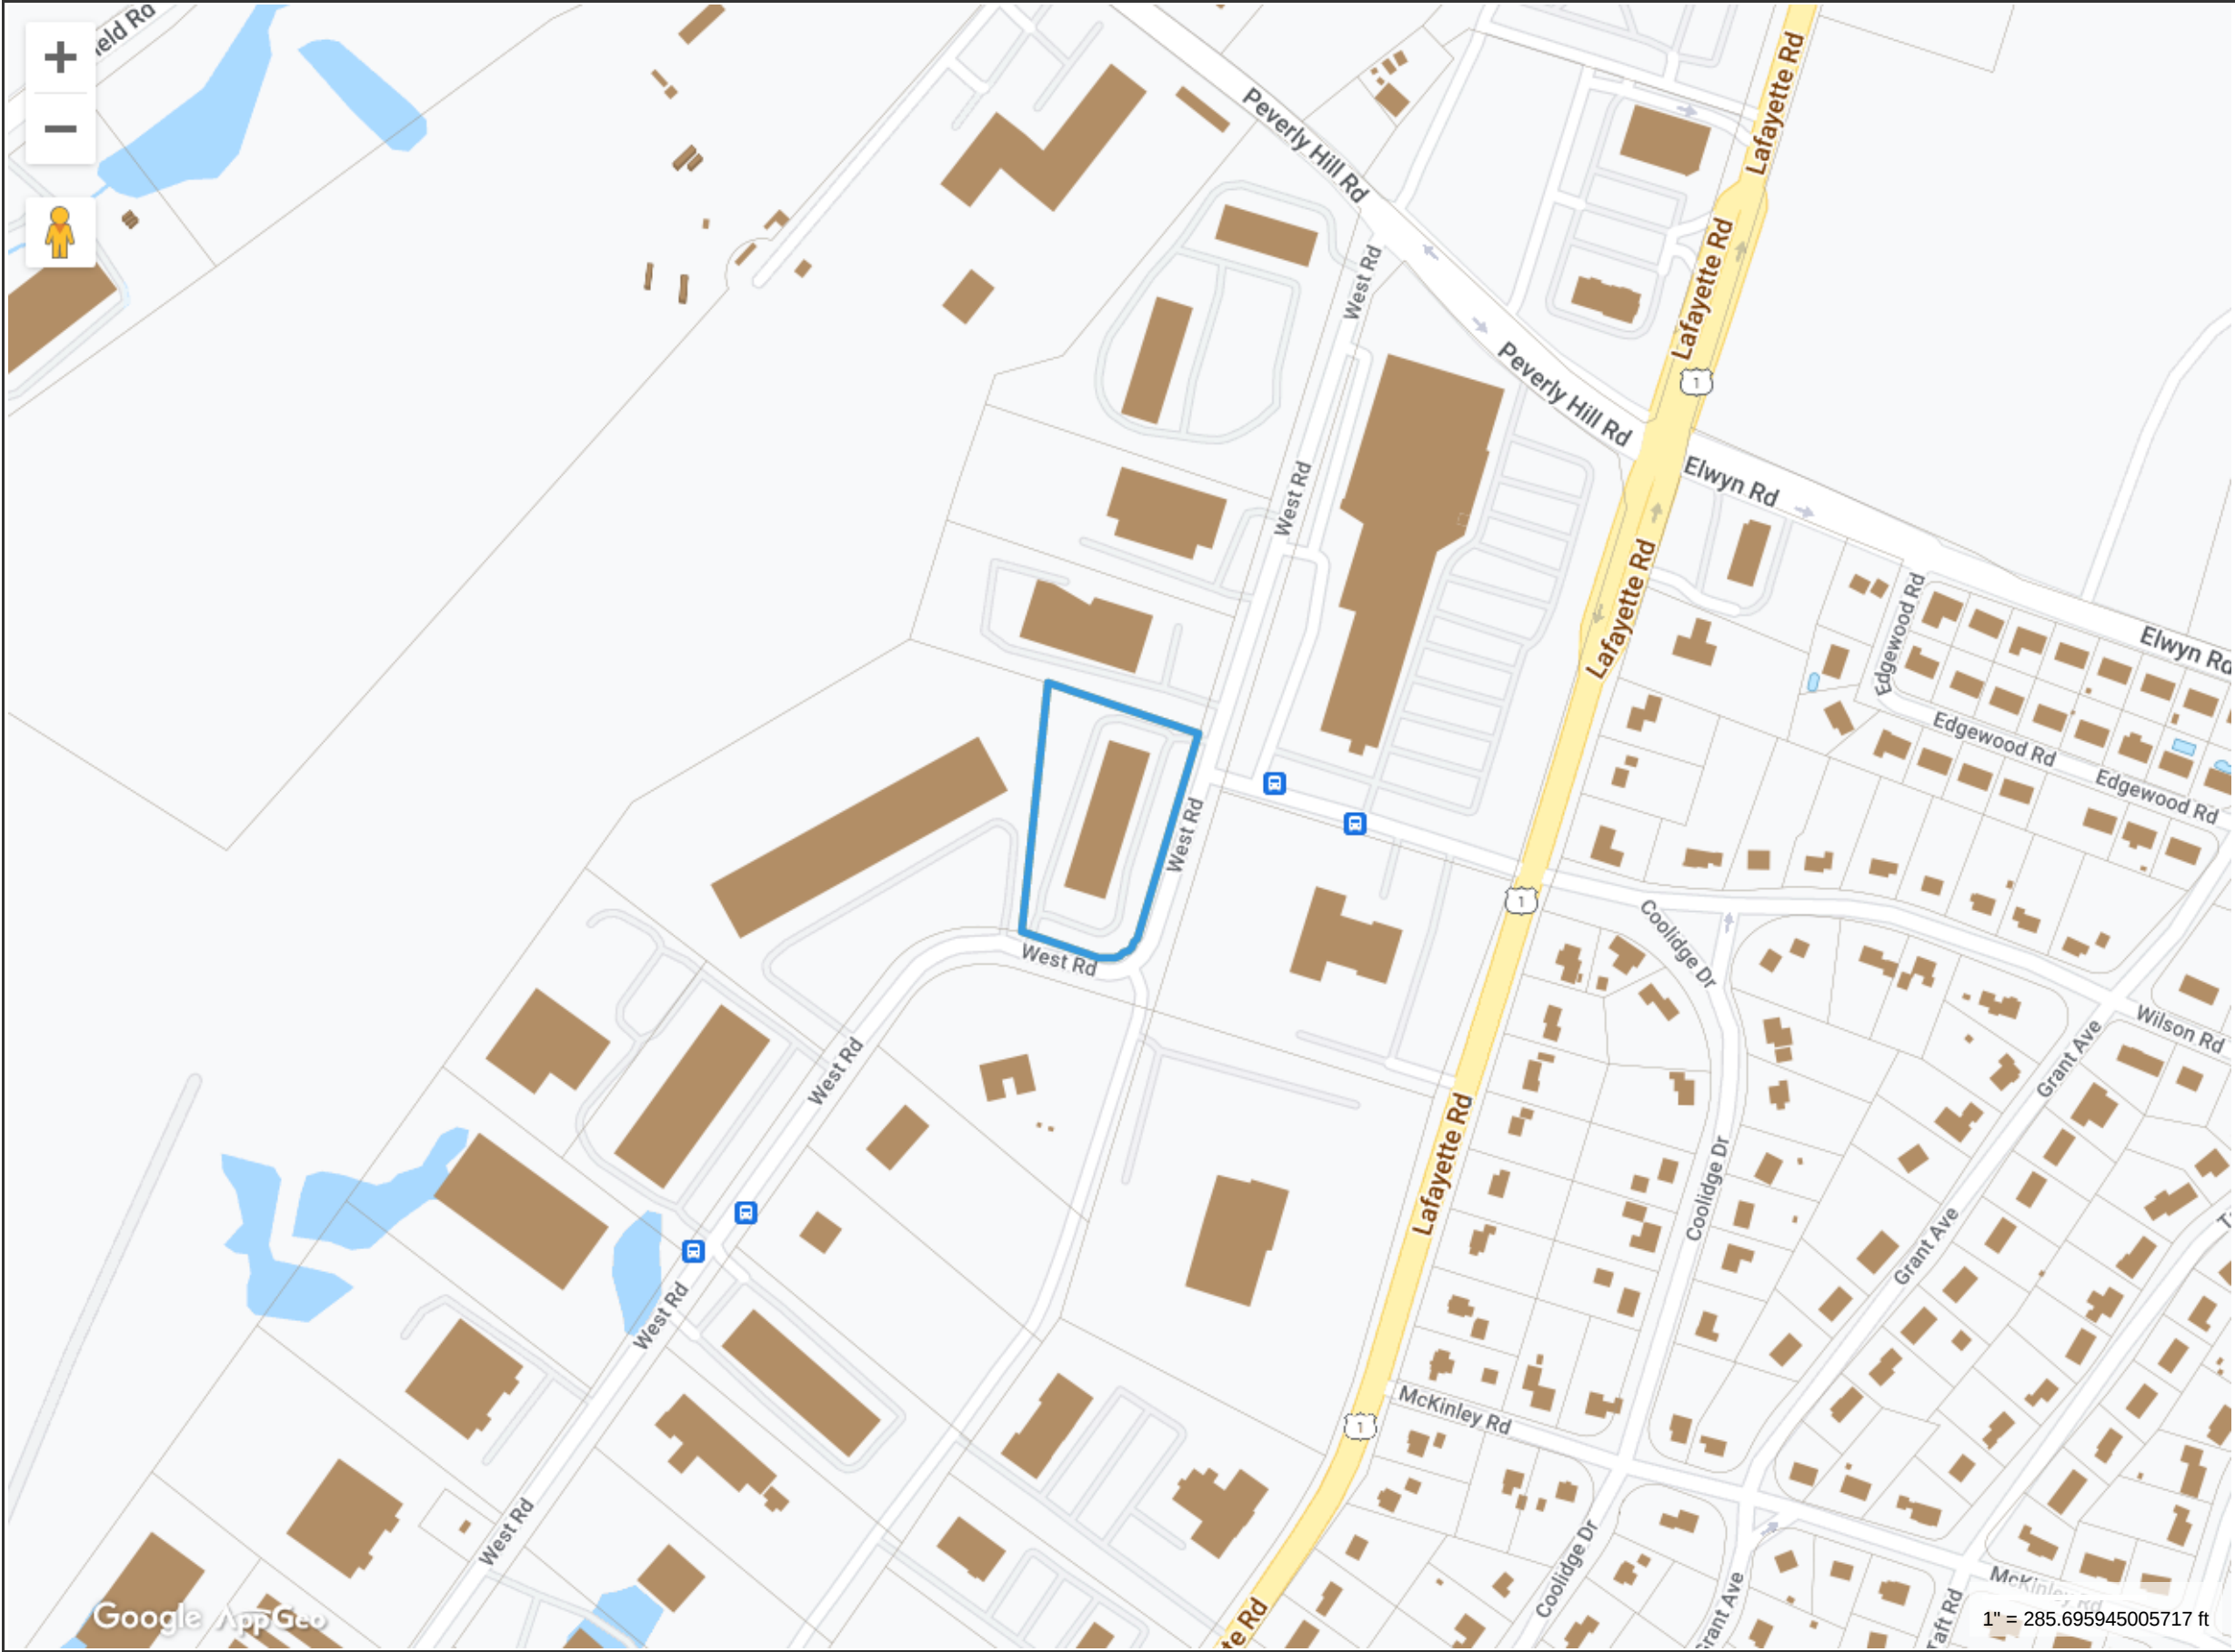 ield Rd
+
−
Lafayette Rd
Peverly Hill Rd
Lafayette Rd
West Rd
Peverly Hill Rd
1
Elwyn Rd
West Rd
Lafayette Rd
Edgewood Rd
Elwyn Rd
Edgewood Rd
Edgewood Rd
West Rd
1
Coolidge Dr
West Rd
Wilson Rd
Grant Ave
West Rd
Lafayette Rd
Coolidge Dr
Grant Ave
West Rd
McKinley Rd
1
West Rd
Coolidge Dr
McKinley Rd
Grant Ave
Taft Rd
te Rd
Google AppGeo
1" = 285.695945005717 ft